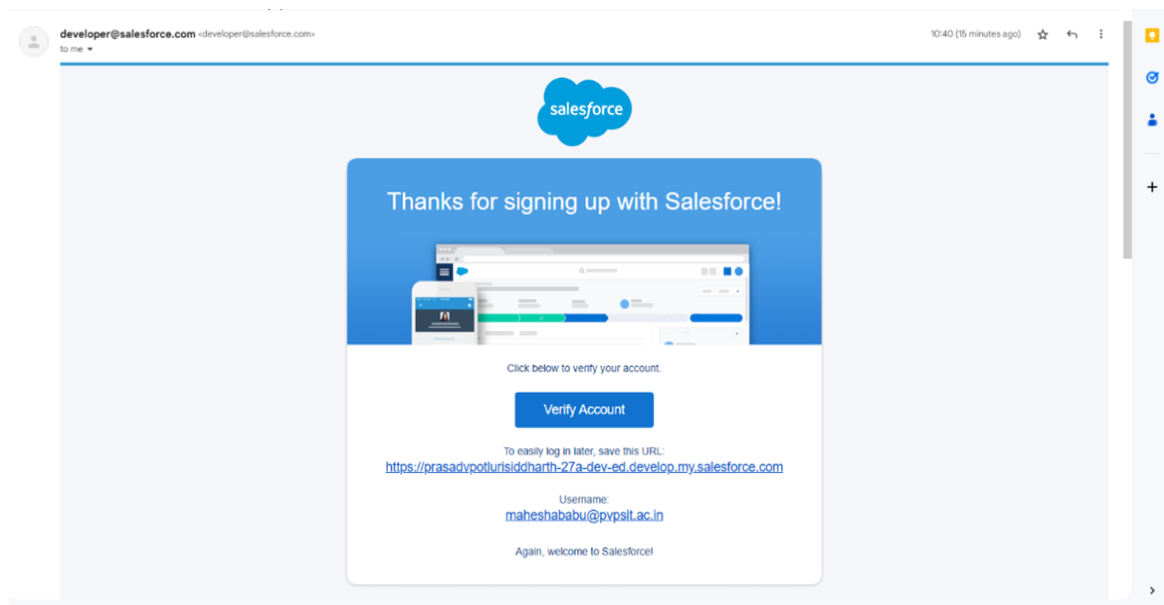 developer@salesforce.com <developer@salesforce.com>
10:40 (15 minutes ago)
to me
salesforce
Thanks for signing up with Salesforce!
Click below to verify your account.
Verify Account
To easily log in later, save this URL:
https://prasadvpotlurisiddharth-27a-dev-ed.develop.my.salesforce.com
Username:
maheshababu@pvpsit.ac.in
Again, welcome to Salesforce!